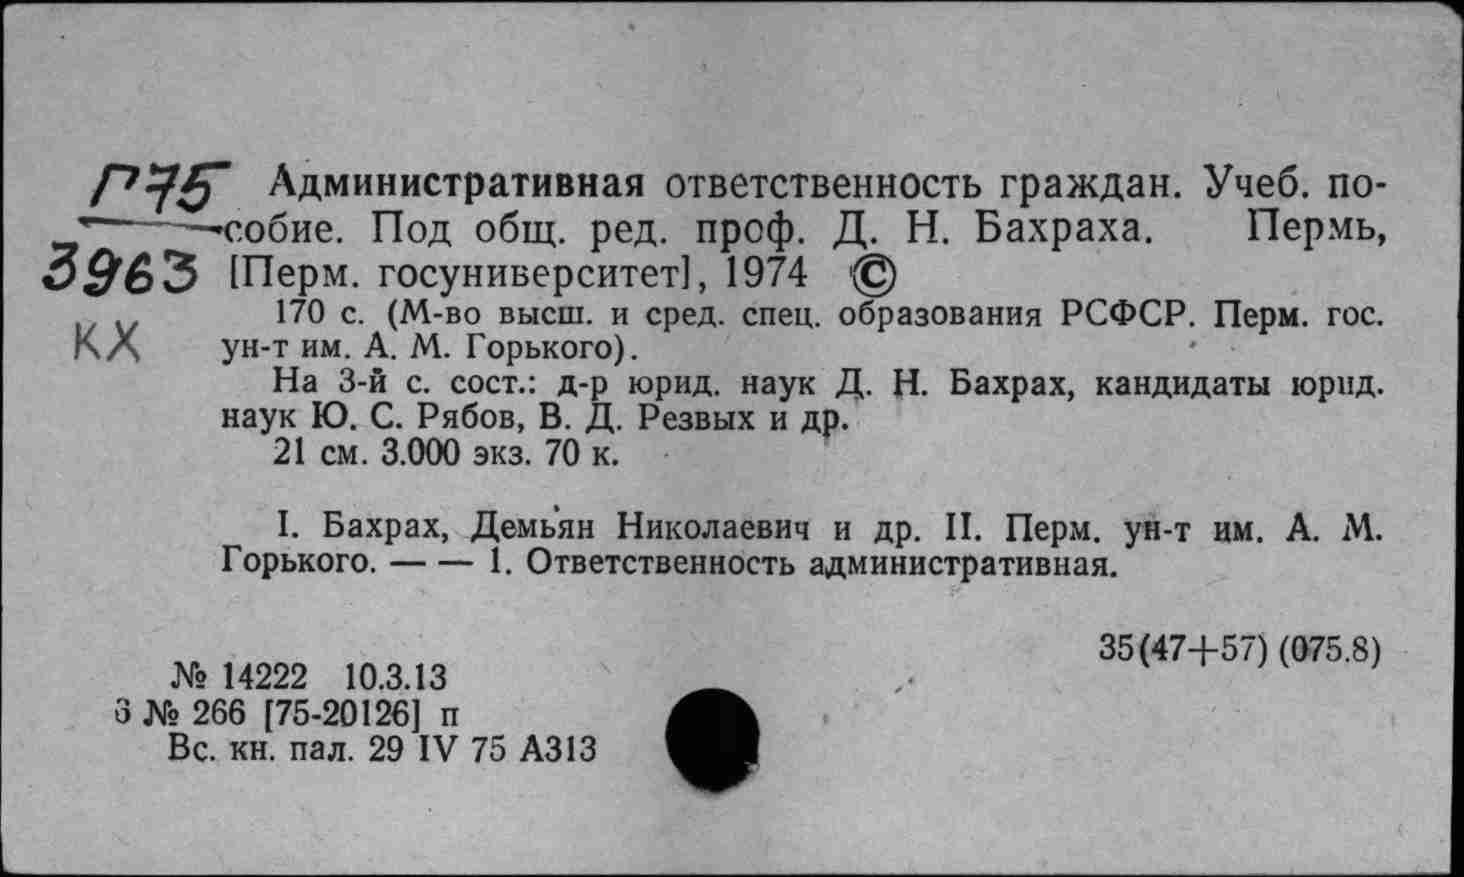 Г75 Административная ответственность граждан. Учеб. по-
собие. Под общ. ред. проф. Д. Н. Бахраха. Пермь,
3963 [Перм. госуниверситет], 1974 ©
170 с. (М-во высш. и сред. спец. образования РСФСР. Перм. гос.
КХ ун-т им. А. М. Горького).
На 3-й с. сост.: д-р юрид. наук Д. Н. Бахрах, кандидаты юрид.
наук Ю. С. Рябов, В. Д. Резвых и др.
21 см. 3.000 экз. 70 к.
I. Бахрах, Демьян Николаевич и др. II. Перм. ун-т им. А. М.
Горького. — — 1. Ответственность административная.
35(47+57) (075.8)
№ 14222 10.3.13
З № 266 [75-20126] п
Вс. кн. пал. 29 IV 75 А313